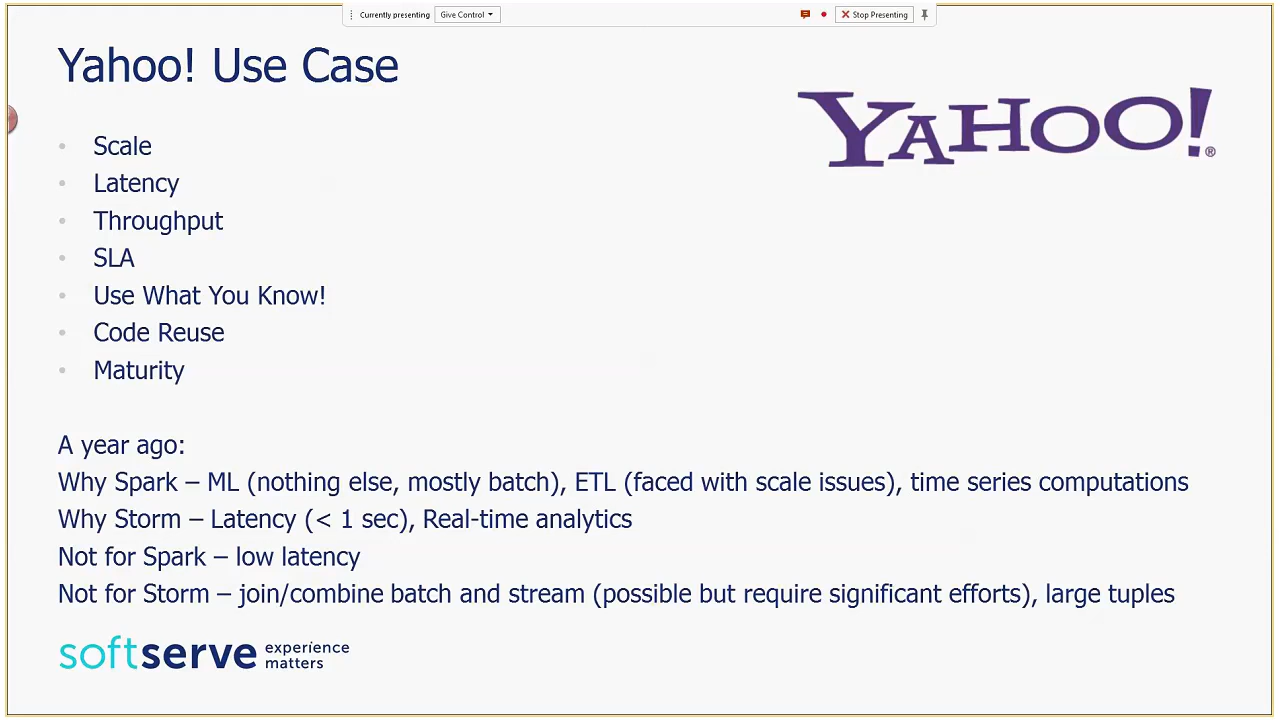 Currently presenting Give Control Stop Presenting
Yahoo! Use Case
YAHOO!®
• Scale
• Latency
• Throughput
• SLA
• Use What You Know!
• Code Reuse
• Maturity
A year ago:
Why Spark – ML (nothing else, mostly batch), ETL (faced with scale issues), time series computations
Why Storm – Latency (< 1 sec), Real-time analytics
Not for Spark – low latency
Not for Storm – join/combine batch and stream (possible but require significant efforts), large tuples
softserve experience
matters